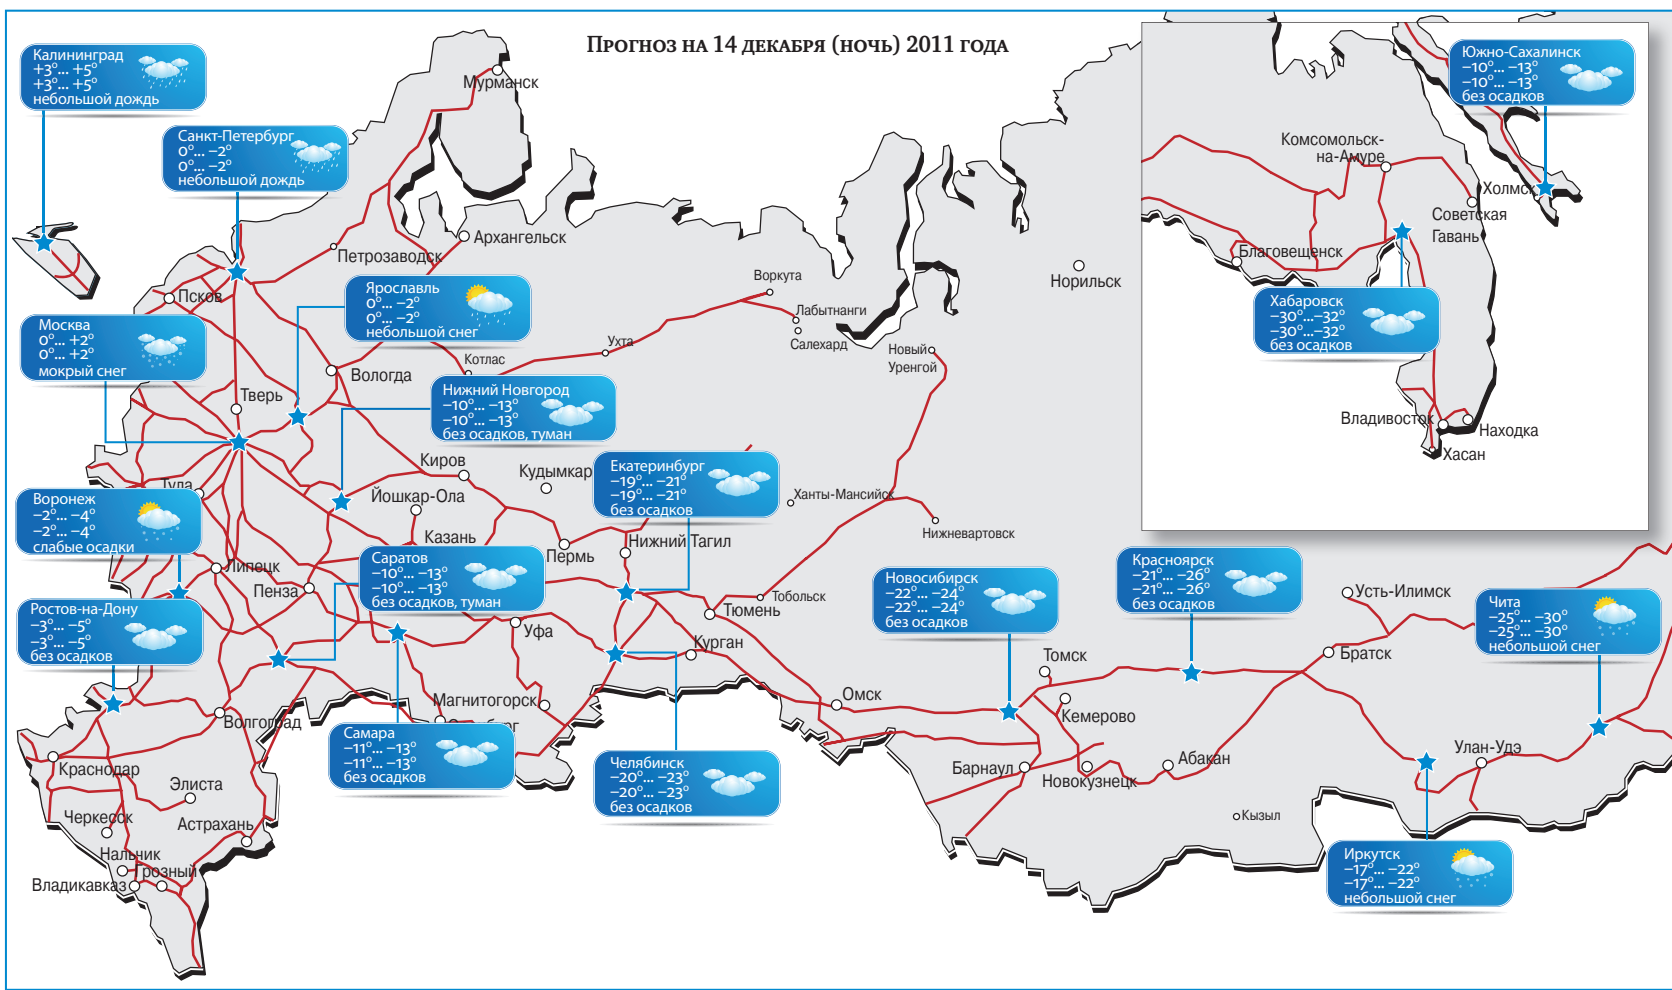 Прогноз на 14 декабря (ночь) 2011 года
Калининград
+3°... +5°
+3°... +5°
небольшой дождь
Санкт-Петербург
0°... –2°
0°... –2°
небольшой дождь
Мурманск
Архангельск
Петрозаводск
Псков
Москва
0°... +2°
0°... +2°
мокрый снег
Ярославль
0°... –2°
0°... –2°
небольшой снег
Воркута
Лабытнанги
Салехард
Ухта
Котлас
Новый
Уренгой
Норильск
Вологда
Тверь
Нижний Новгород
–10°... –13°
–10°... –13°
без осадков, туман
Киров
Кудымкар
Йошкар-Ола
Казань
Екатеринбург
–19°... –21°
–19°... –21°
без осадков
Ханты-Мансийск
Нижневартовск
Тула
Воронеж
–2°... –4°
–2°... –4°
слабые осадки
Липецк
Пенза
Саратов
–10°... –13°
–10°... –13°
без осадков, туман
Пермь
Нижний Тагил
Тобольск
Тюмень
Ростов-на-Дону
–3°... –5°
–3°... –5°
без осадков
Уфа
Курган
Магнитогорск
Волгоград
Самара
–11°... –13°
–11°... –13°
без осадков
Челябинск
–20°... –23°
–20°... –23°
без осадков
Краснодар
Элиста
Черкесск
Астрахань
Нальчик
Грозный
Владикавказ
Омск
Новосибирск
–22°... –24°
–22°... –24°
без осадков
Красноярск
–21°... –26°
–21°... –26°
без осадков
Томск
Кемерово
Барнаул
Новокузнецк
Абакан
Кызыл
Усть-Илимск
Братск
Чита
–25°... –30°
–25°... –30°
небольшой снег
Улан-Удэ
Иркутск
–17°... –22°
–17°... –22°
небольшой снег
Южно-Сахалинск
–10°... –13°
–10°... –13°
без осадков
Комсомольск-
на-Амуре
Холмск
Советская
Гавань
Благовещенск
Хабаровск
–30°...–32°
–30°...–32°
без осадков
Владивосток
Находка
Хасан